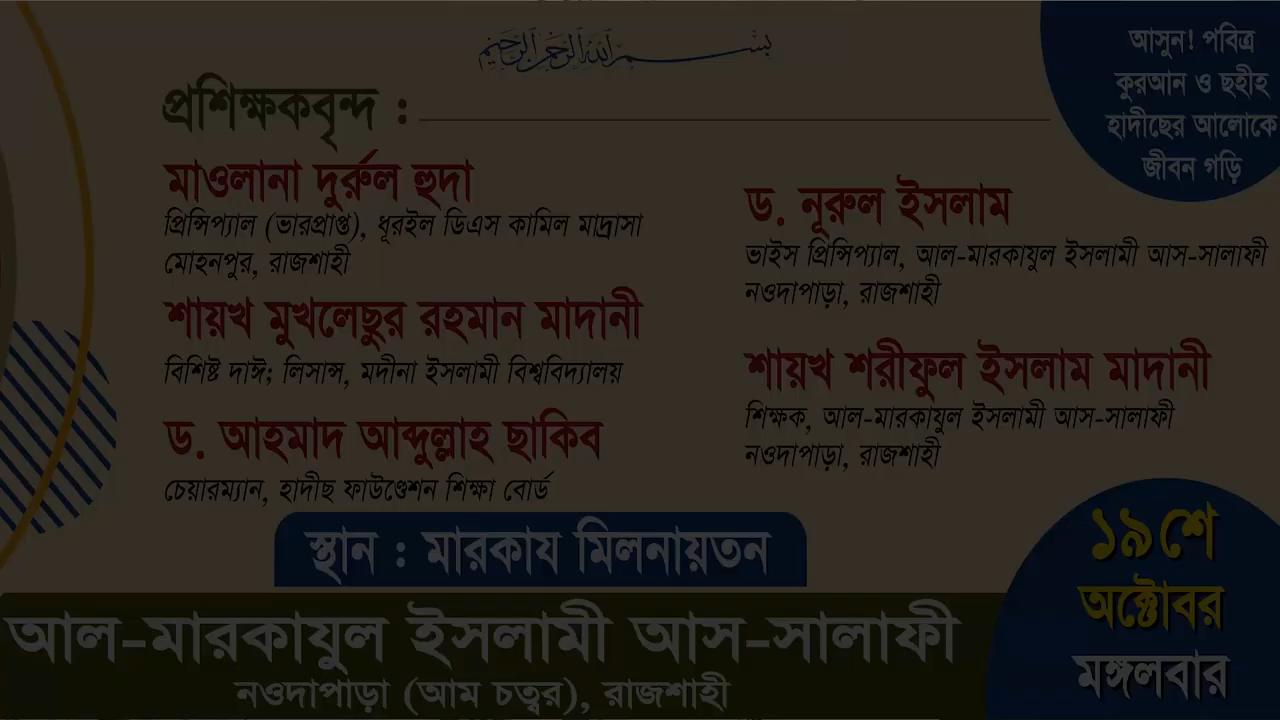 بسم الله الرحمن الرحيم
আসুন! পবিত্র
কুরআন ও ছহীহ
হাদীছের আলোকে
জীবন গড়ি
প্রশিক্ষকবৃন্দ :
মাওলানা দুর্রুল হুদা
প্রিন্সিপ্যাল (ভারপ্রাপ্ত), ধূরইল ডিএস কামিল মাদ্রাসা
মোহনপুর, রাজশাহী
শায়খ মুখলেছুর রহমান মাদানী
বিশিষ্ট দাঈ; লিসান্স, মদীনা ইসলামী বিশ্ববিদ্যালয়
ড. আহমাদ আব্দুল্লাহ ছাকিব
চেয়ারম্যান, হাদীছ ফাউণ্ডেশন শিক্ষা বোর্ড
ড. নূরুল ইসলাম
ভাইস প্রিন্সিপ্যাল, আল-মারকাযুল ইসলামী আস-সালাফী
নওদাপাড়া, রাজশাহী
শায়খ শরীফুল ইসলাম মাদানী
শিক্ষক, আল-মারকাযুল ইসলামী আস-সালাফী
নওদাপাড়া, রাজশাহী
স্থান : মারকায মিলনায়তন
আল-মারকাযুল ইসলামী আস-সালাফী
নওদাপাড়া (আম চত্বর), রাজশাহী
১৯শে
অক্টোবর
মঙ্গলবার